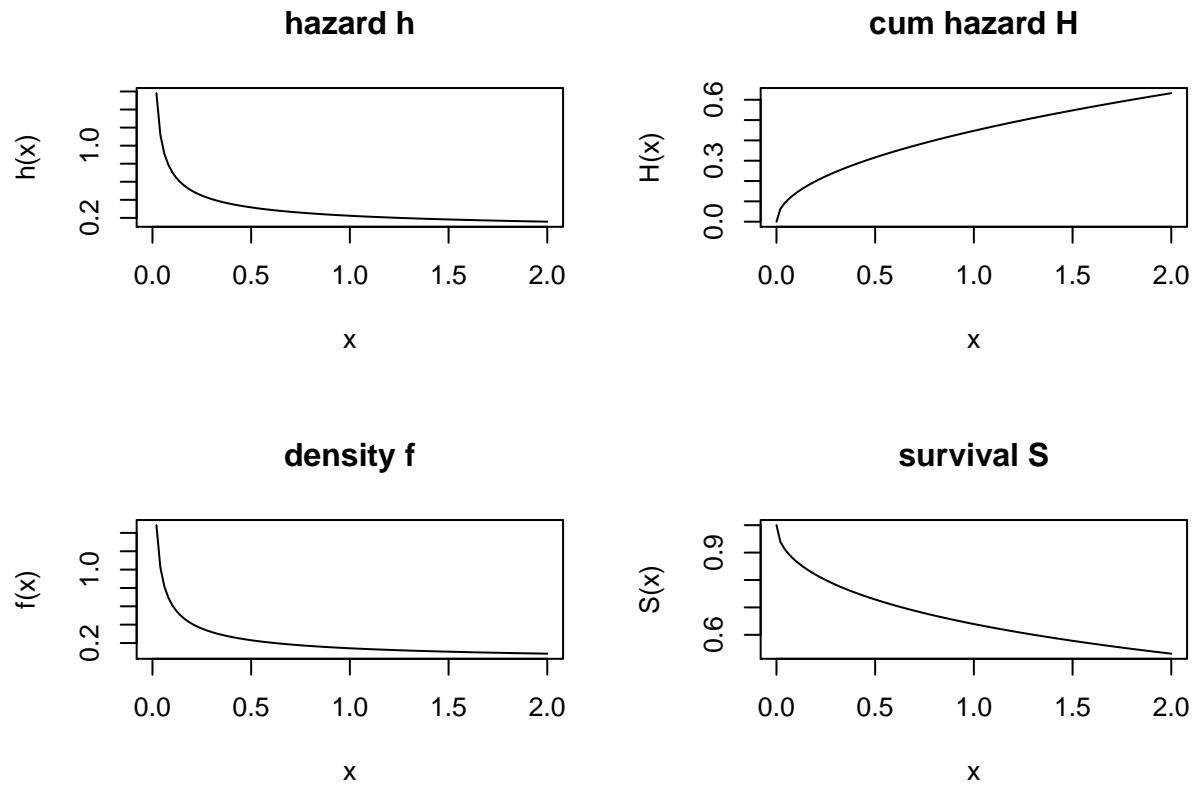 hazard h
h(x)
0.2 1.0
0.0 0.5 1.0 1.5 2.0
x
cum hazard H
H(x)
0.0 0.3 0.6
0.0 0.5 1.0 1.5 2.0
x
density f
f(x)
0.2 1.0
0.0 0.5 1.0 1.5 2.0
x
survival S
S(x)
0.6 0.9
0.0 0.5 1.0 1.5 2.0
x